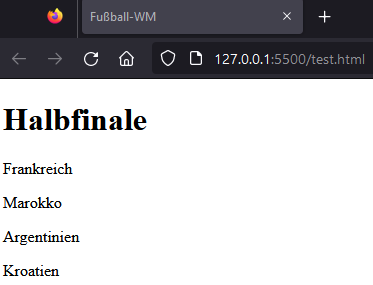 Fußball-WM
127.0.0.1:5500/test.html
Halbfinale
Frankreich
Marokko
Argentinien
Kroatien